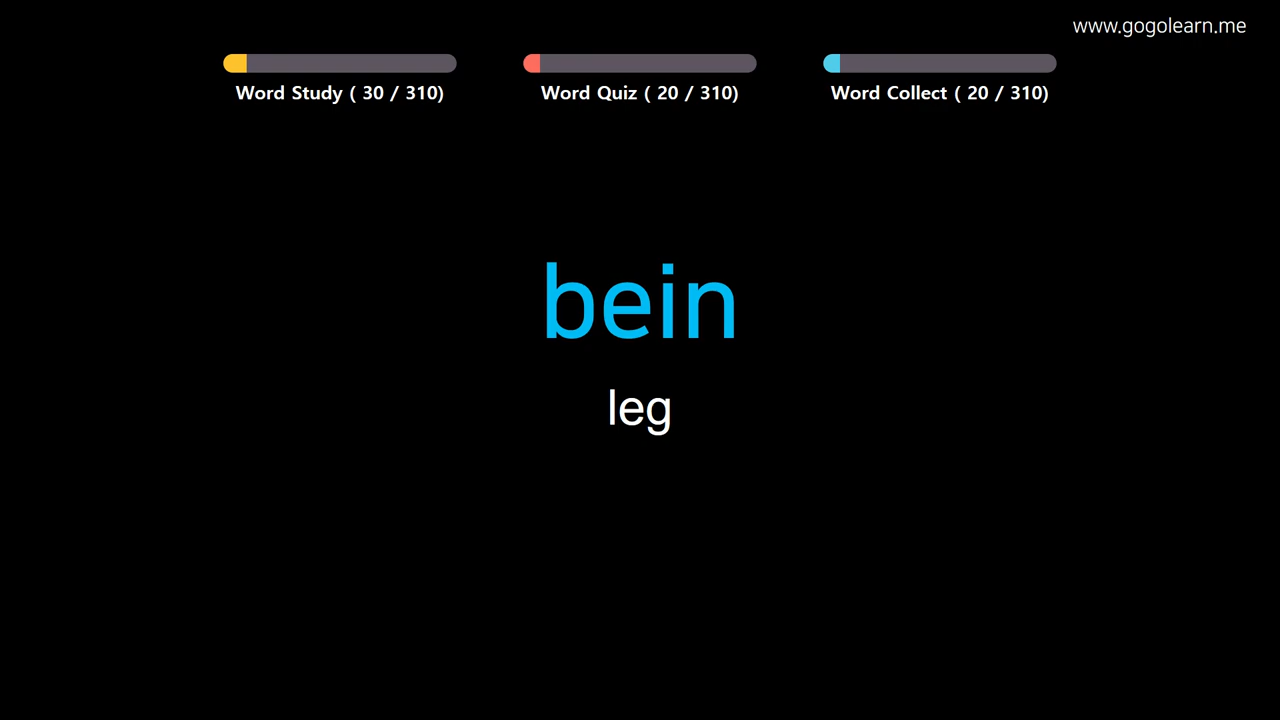 www.gogolearn.me
Word Study ( 30 / 310)
Word Quiz ( 20 / 310)
Word Collect ( 20 / 310)
bein
leg